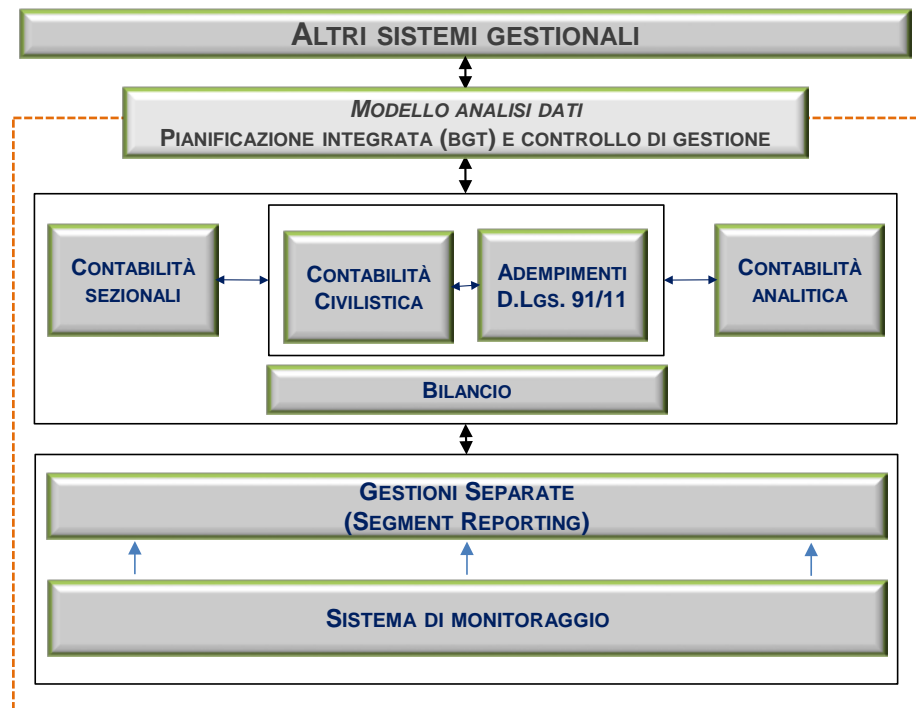 ALTRI SISTEMI GESTIONALI
MODELLO ANALISI DATI
PIANIFICAZIONE INTEGRATA (BGT) E CONTROLLO DI GESTIONE
CONTABILITÀ
SEZIONALI
CONTABILITÀ
CIVILISTICA
ADEMPIMENTI
D.LGS. 91/11
CONTABILITÀ
ANALITICA
BILANCIO
GESTIONI SEPARATE
(SEGMENT REPORTING)
SISTEMA DI MONITORAGGIO